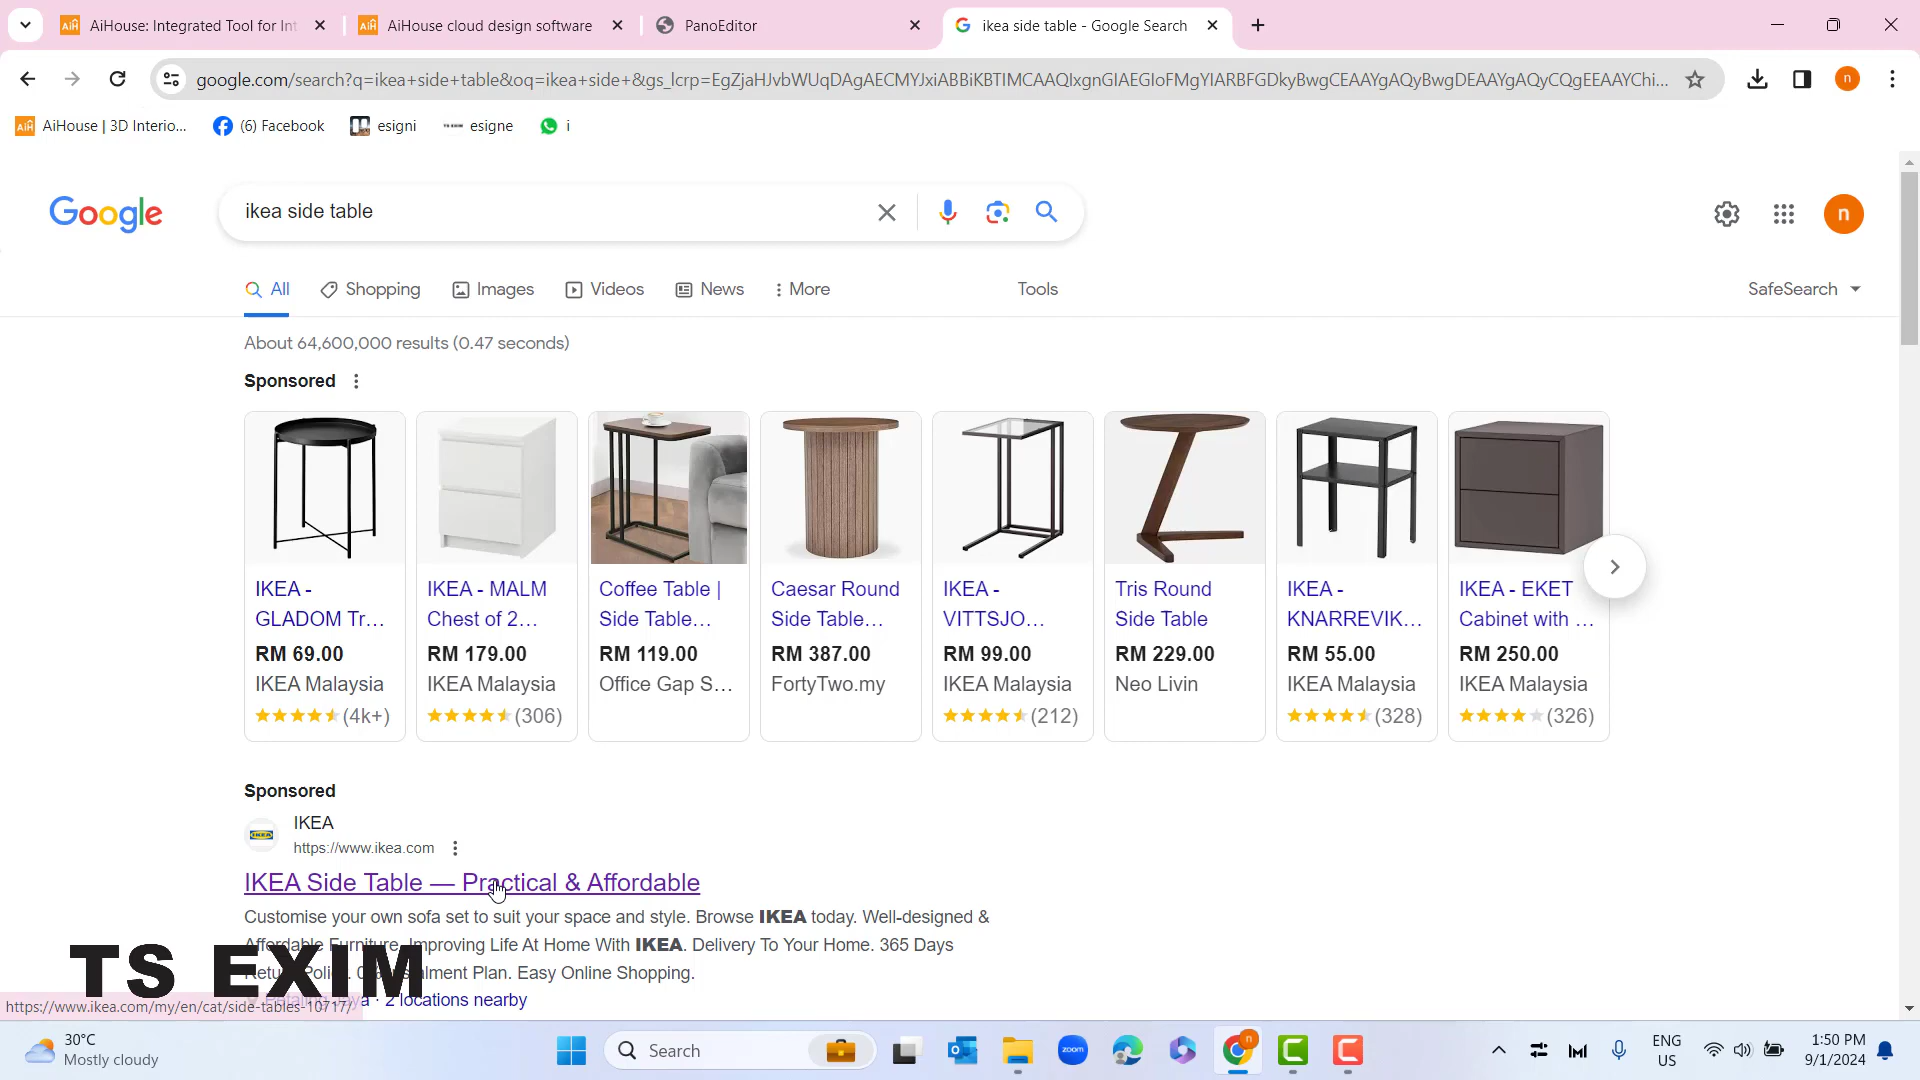 AiHouse: Integrated Tool for Int
AiHouse cloud design software
PanoEditor
ikea side table - Google Search
google.com/search?q=ikea+side+table&oq=ikea+side+&gs_lcrp=EgZjaHJvbWUqDAgAECMYJxiABBiKBTIMCAAQIxgnGIAEGIoFMgYIARBFGDkyBwgCEAAYgAQyBwgDEAAYgAQyCQgEEAAYChi...
AiHouse | 3D Interio...
(6) Facebook
esigni
esigne
i
Google
ikea side table
n
All
Shopping
Images
Videos
News
More
Tools
SafeSearch
About 64,600,000 results (0.47 seconds)
Sponsored
IKEA -
GLADOM Tr...
RM 69.00
IKEA Malaysia
(4k+)
IKEA - MALM
Chest of 2...
RM 179.00
IKEA Malaysia
(306)
Coffee Table |
Side Table...
RM 119.00
Office Gap S...
Caesar Round
Side Table...
RM 387.00
FortyTwo.my
IKEA -
VITTSJO...
RM 99.00
IKEA Malaysia
(212)
Tris Round
Side Table
RM 229.00
Neo Livin
IKEA -
KNARREVIK...
RM 55.00
IKEA Malaysia
(328)
IKEA - EKET
Cabinet with ...
RM 250.00
IKEA Malaysia
(326)
Sponsored
IKEA
https://www.ikea.com
IKEA Side Table — Practical & Affordable
Customise your own sofa set to suit your space and style. Browse IKEA today. Well-designed &
Affordable Furniture. Improving Life At Home With IKEA. Delivery To Your Home. 365 Days
Policy. Plan. Easy Online Shopping.
2 locations nearby
TS EXIM
https://www.ikea.com/my/en/cat/side-tables-10717/
30°C
Mostly cloudy
Search
zoom
n
ENG
US
1:50 PM
9/1/2024